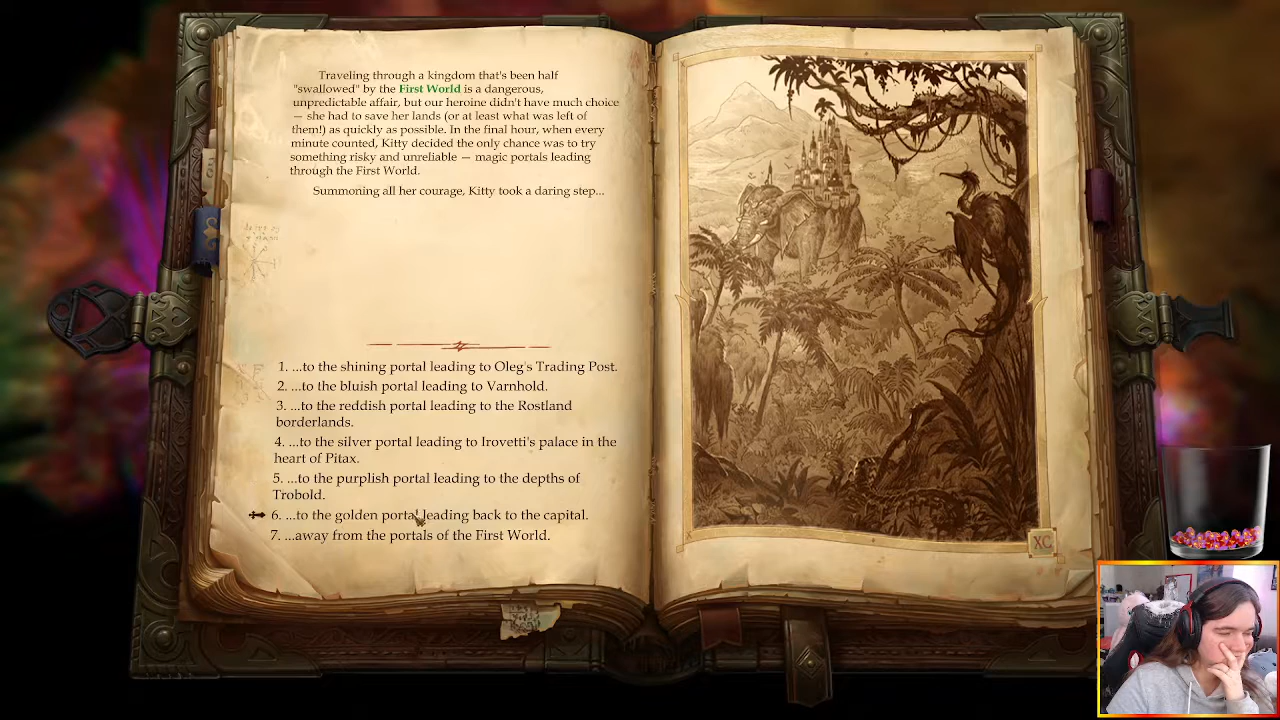 Traveling through a kingdom that's been half
"swallowed" by the First World is a dangerous,
unpredictable affair, but our heroine didn't have much choice
— she had to save her lands (or at least what was left of
them!) as quickly as possible. In the final hour, when every
minute counted, Kitty decided the only chance was to try
something risky and unreliable — magic portals leading
through the First World.
Summoning all her courage, Kitty took a daring step...
1. ...to the shining portal leading to Oleg's Trading Post.
2. ...to the bluish portal leading to Varnhold.
3. ...to the reddish portal leading to the Rostland
borderlands.
4. ...to the silver portal leading to Irovetti's palace in the
heart of Pitax.
5. ...to the purplish portal leading to the depths of
Trobold.
6. ...to the golden portal leading back to the capital.
7. ...away from the portals of the First World.
XC